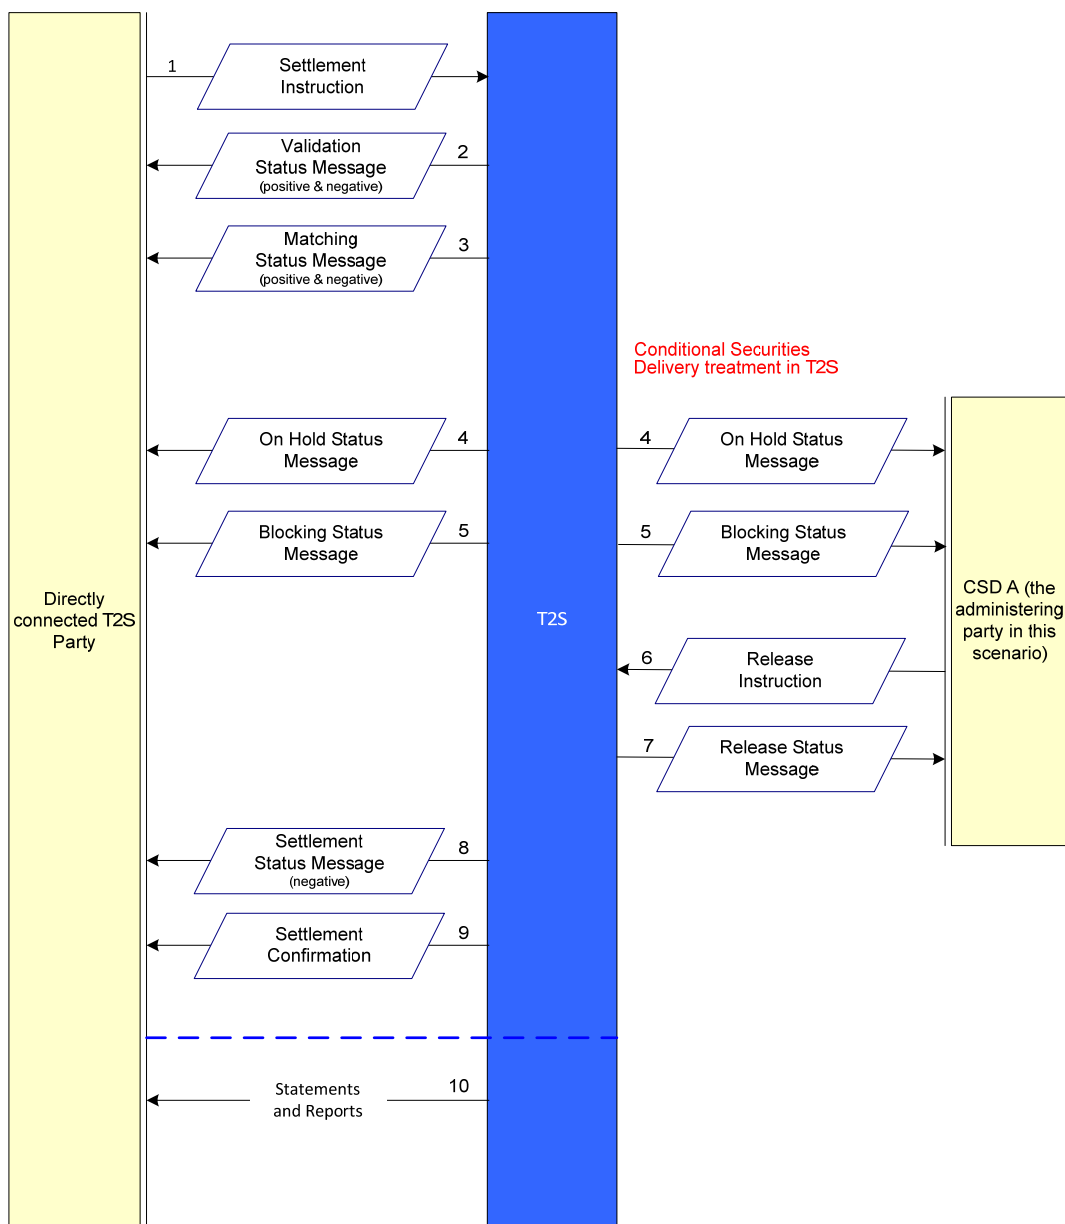 1
Settlement
Instruction
Validation
Status Message
(positive & negative)
2
Matching
Status Message
(positive & negative)
3
Conditional Securities
Delivery treatment in T2S
On Hold Status
Message
4
4
On Hold Status
Message
Blocking Status
Message
5
5
Blocking Status
Message
Directly
connected T2S
Party
T2S
CSD A (the
administering
party in this
scenario)
6
Release
Instruction
7
Release Status
Message
Settlement
Status Message
(negative)
8
Settlement
Confirmation
9
Statements
and Reports
10